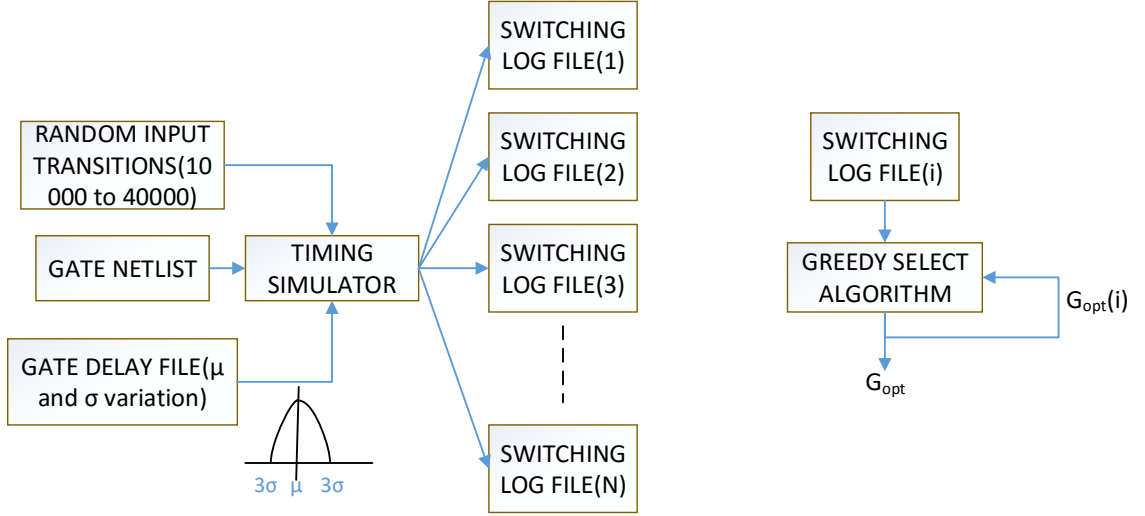 RANDOM INPUT
TRANSITIONS(10
000 to 40000)
GATE NETLIST
GATE DELAY FILE(μ
and σ variation)
3σ μ 3σ
TIMING
SIMULATOR
SWITCHING
LOG FILE(1)
SWITCHING
LOG FILE(2)
SWITCHING
LOG FILE(3)
SWITCHING
LOG FILE(N)
SWITCHING
LOG FILE(i)
GREEDY SELECT
ALGORITHM
Gopt(i)
Gopt